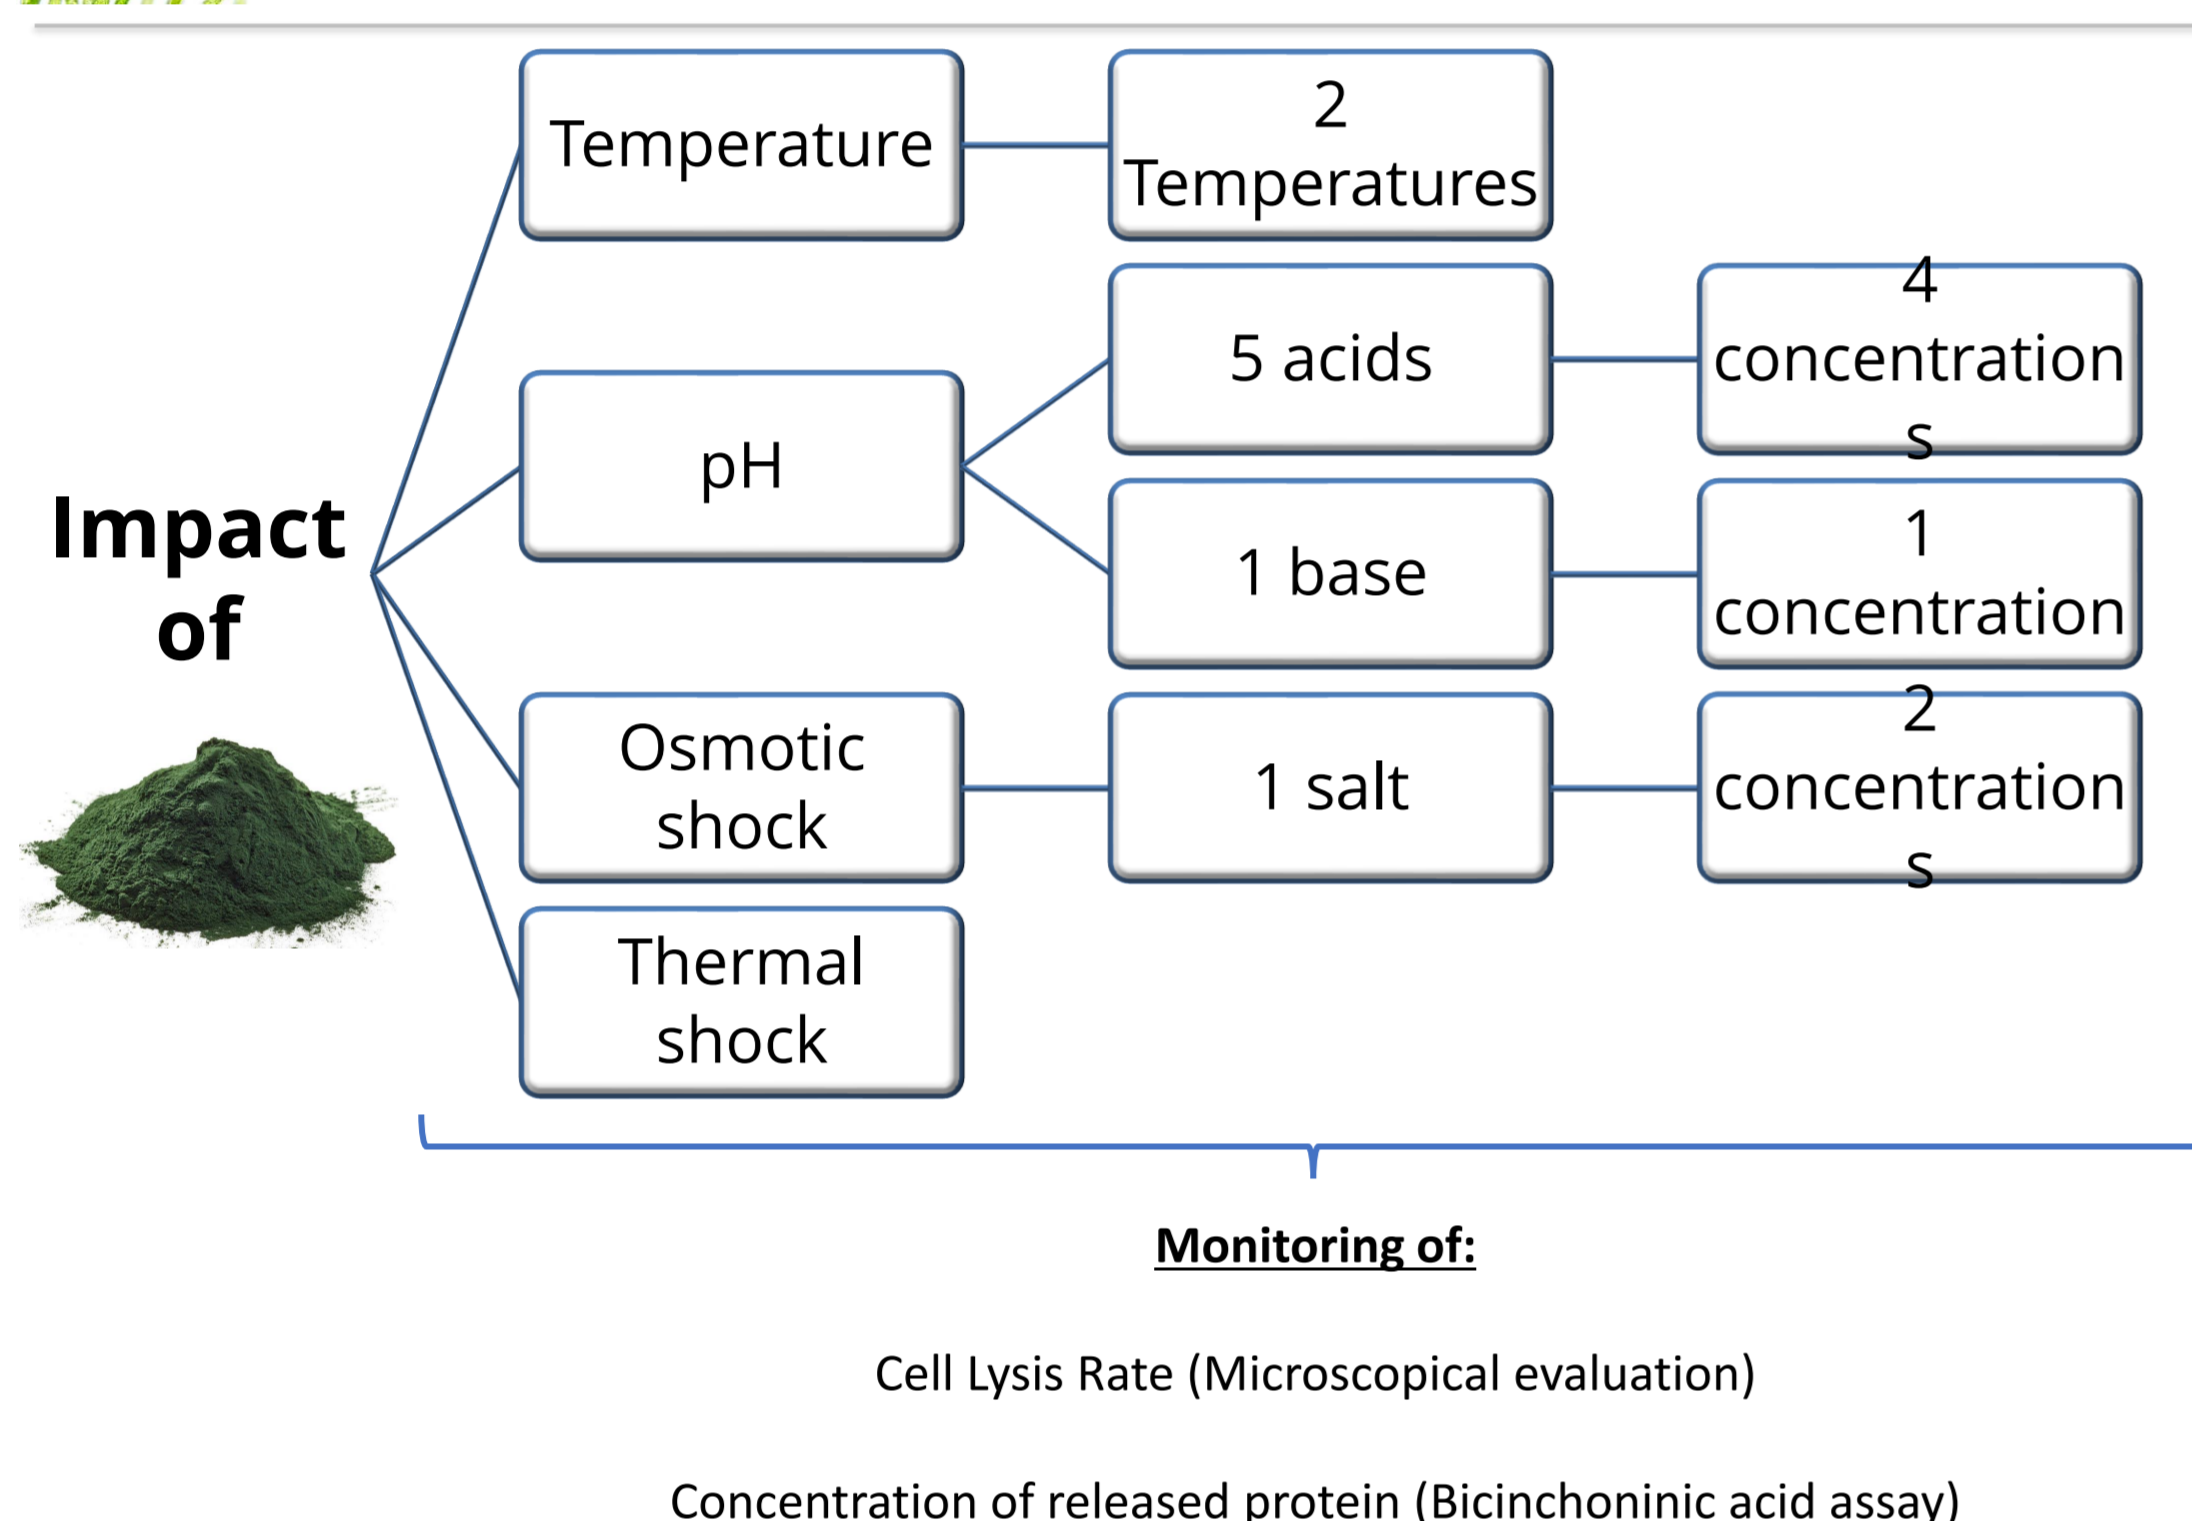 Impact
of
Temperature
2
Temperatures
pH
5 acids
4
concentration
s
1 base
1
concentration
Osmotic
shock
1 salt
2
concentration
s
Thermal
shock
Monitoring of:
Cell Lysis Rate (Microscopical evaluation)
Concentration of released protein (Bicinchoninic acid assay)